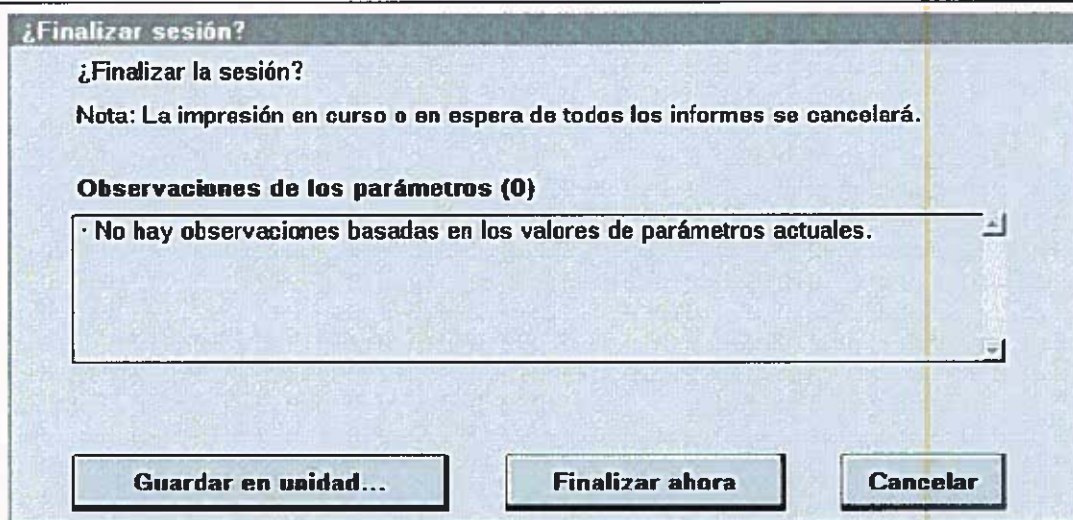 ¿Finalizar sesión?
¿Finalizar la sesión?
Nota: La impresión en curso o en espera de todos los informes se cancelará.
Observaciones de los parámetros (0)
· No hay observaciones basadas en los valores de parámetros actuales.
Guardar en unidad... Finalizar ahora Cancelar